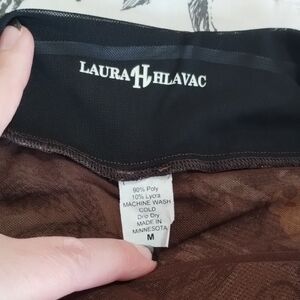 LAURA H HLAVAC
90% Poly
10% Lycra
MACHINE WASH
COLD
Drip Dry
MADE IN
MINNESOTA
M